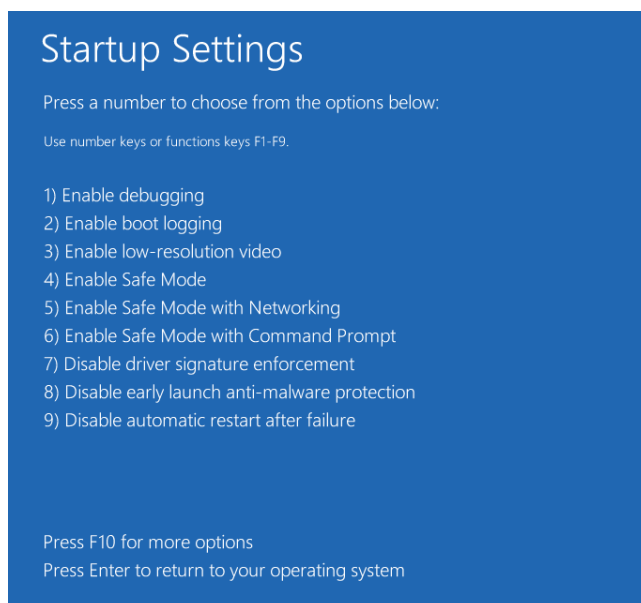 Startup Settings
Press a number to choose from the options below:
Use number keys or functions keys F1-F9.
1) Enable debugging
2) Enable boot logging
3) Enable low-resolution video
4) Enable Safe Mode
5) Enable Safe Mode with Networking
6) Enable Safe Mode with Command Prompt
7) Disable driver signature enforcement
8) Disable early launch anti-malware protection
9) Disable automatic restart after failure
Press F10 for more options
Press Enter to return to your operating system